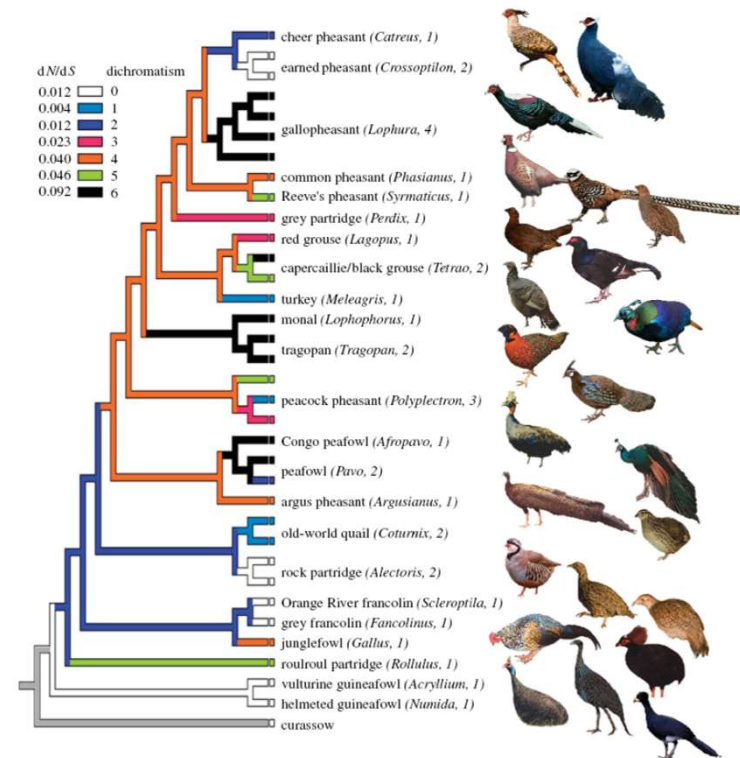 dN/dS dichromatism
0.012 0
0.004 1
0.012 2
0.023 3
0.040 4
0.046 5
0.092 6
cheer pheasant (Catreus, 1)
earned pheasant (Crossoptilon, 2)
gallopheasant (Lophura, 4)
common pheasant (Phasianus, 1)
Reeve's pheasant (Syrmaticus, 1)
grey partridge (Perdix, 1)
red grouse (Lagopus, 1)
capercaillie/black grouse (Tetrao, 2)
turkey (Meleagris, 1)
monal (Lophophorus, 1)
tragopan (Tragopan, 2)
peacock pheasant (Polyplectron, 3)
Congo peafowl (Afropavo, 1)
peafowl (Pavo, 2)
argus pheasant (Argusianus, 1)
old-world quail (Coturnix, 2)
rock partridge (Alectoris, 2)
Orange River francolin (Scleroptila, 1)
grey francolin (Fancolinus, 1)
junglefowl (Gallus, 1)
roulroul partridge (Rollulus, 1)
vulturine guineafowl (Acryllium, 1)
helmeted guineafowl (Numida, 1)
curassow